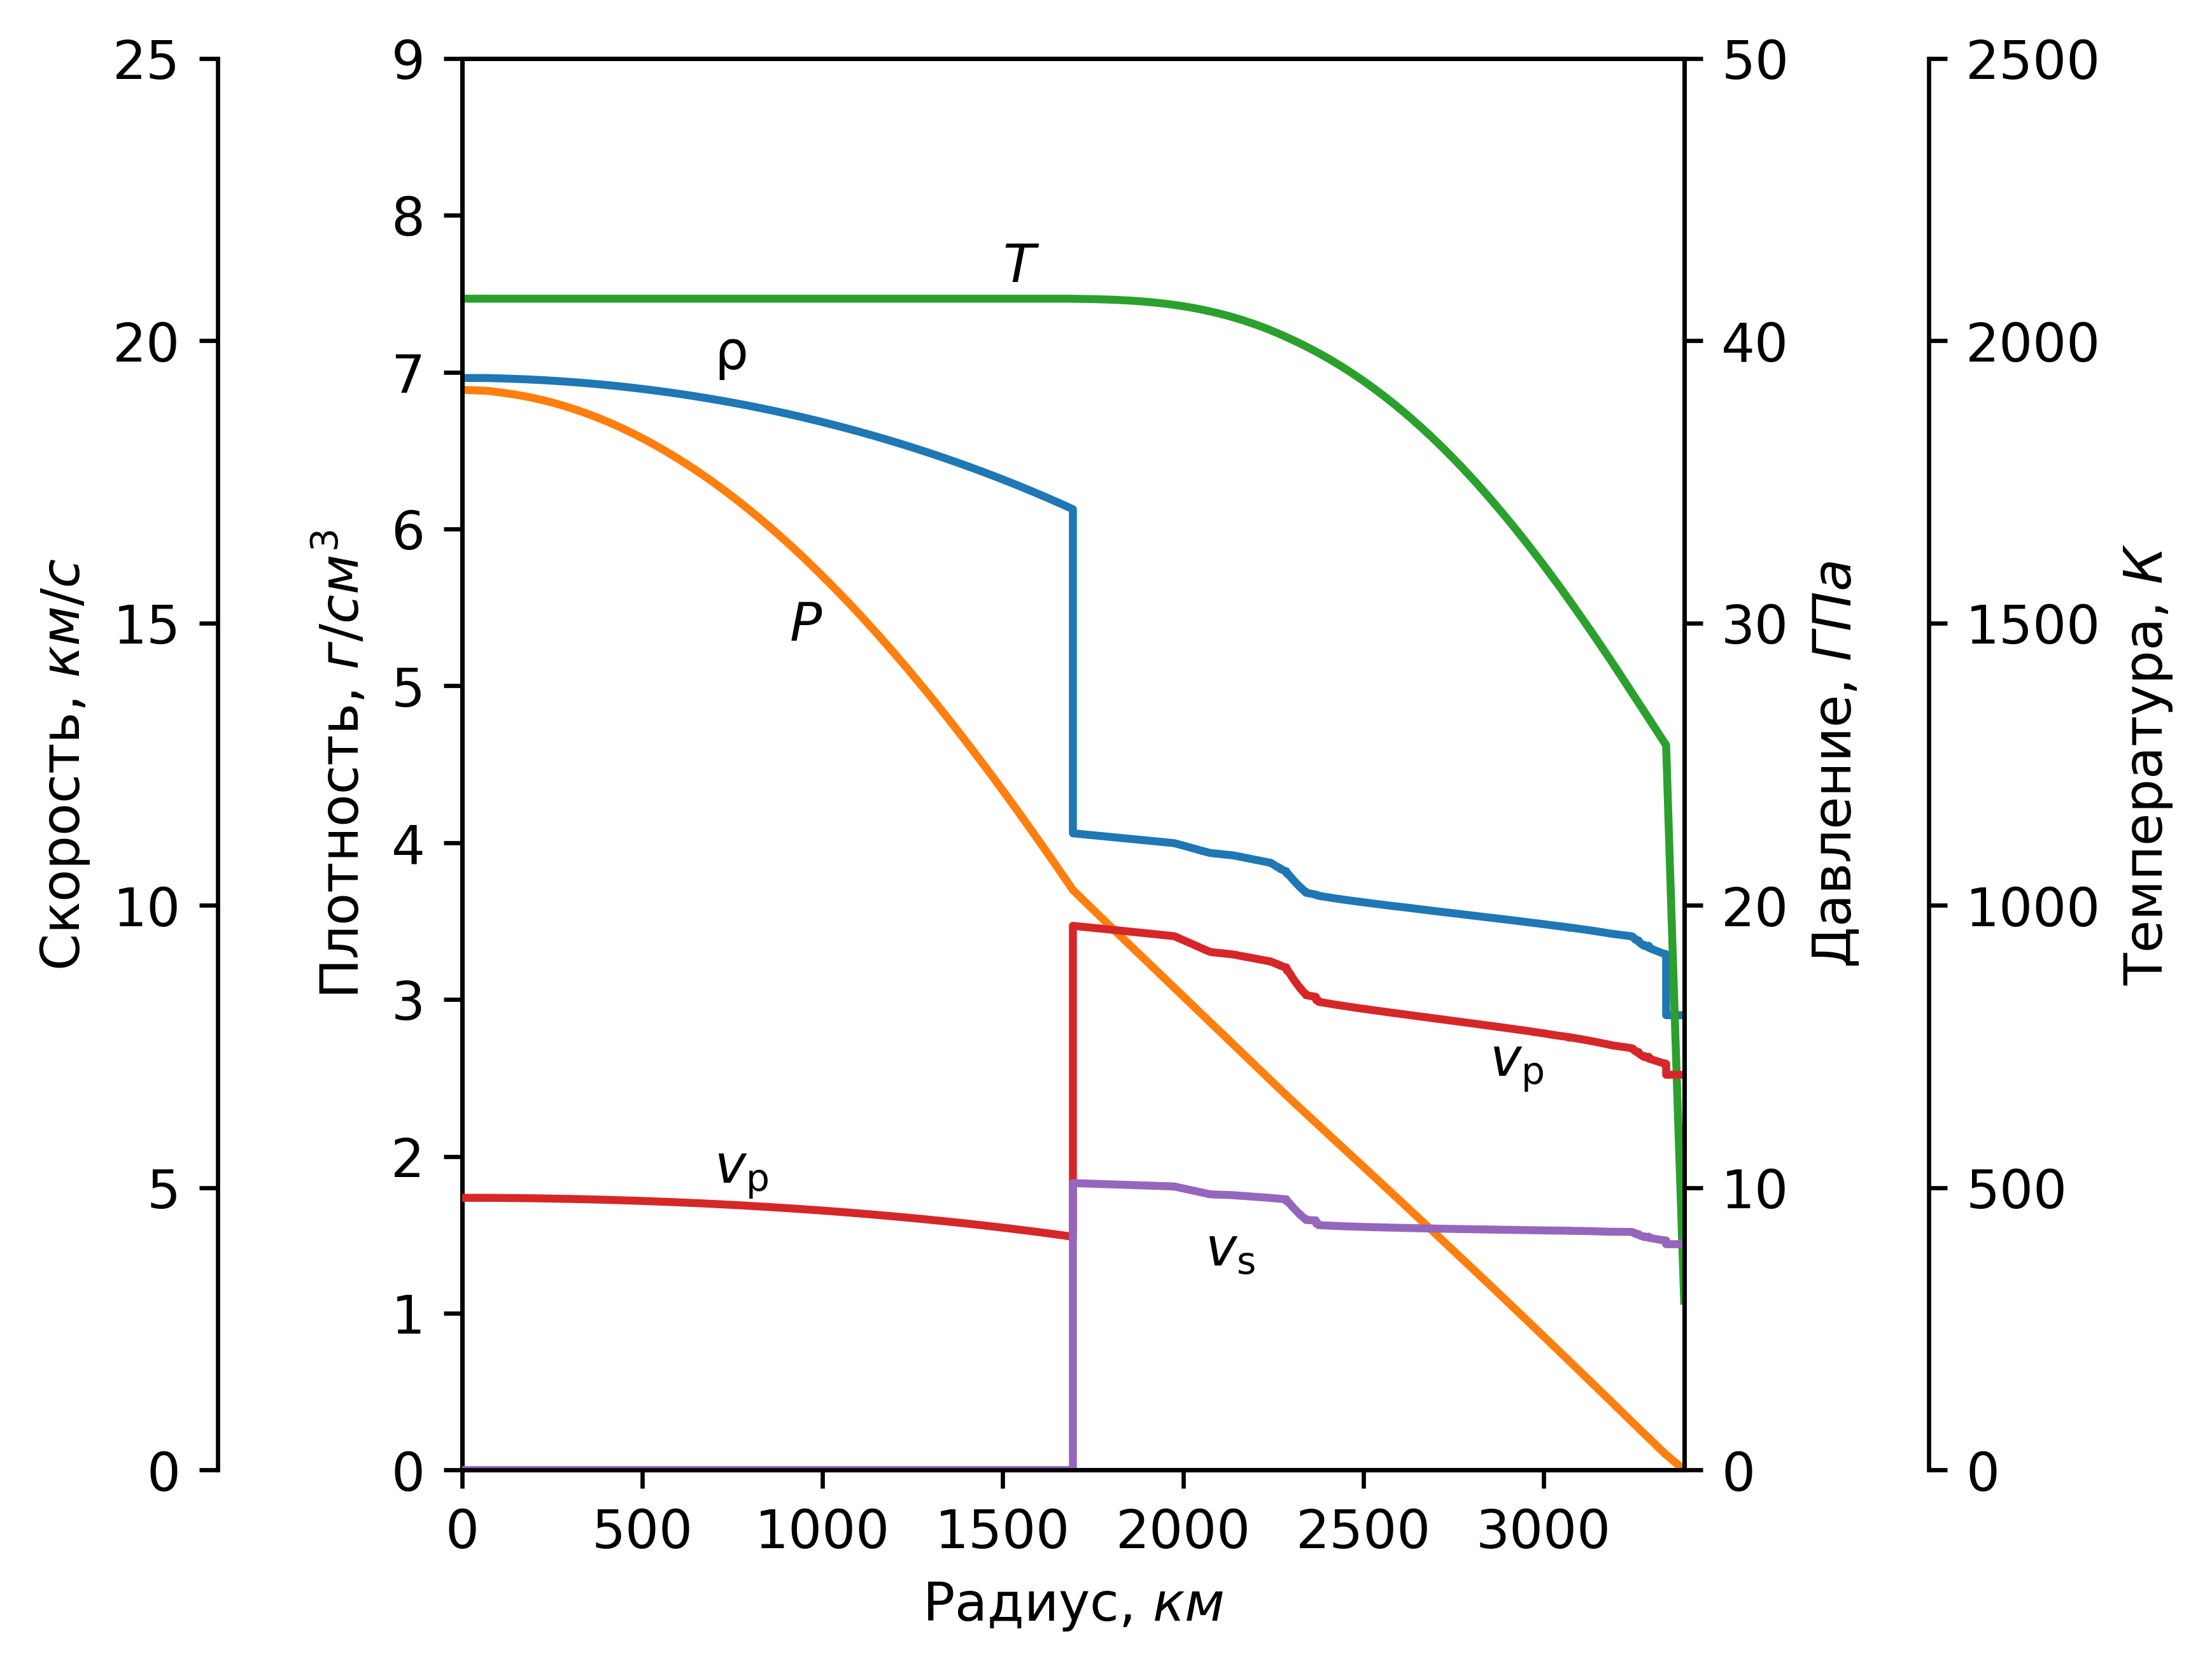 Скорость, км/с
25
20
15
10
5
0
Плотность, г/см³
9
8
7
6
5
4
3
2
1
0
T
ρ
P
vp
vp
vs
50
40
30
20
10
0
Давление, ГПа
2500
2000
1500
1000
500
0
Температура, К
0 500 1000 1500 2000 2500 3000
Радиус, км